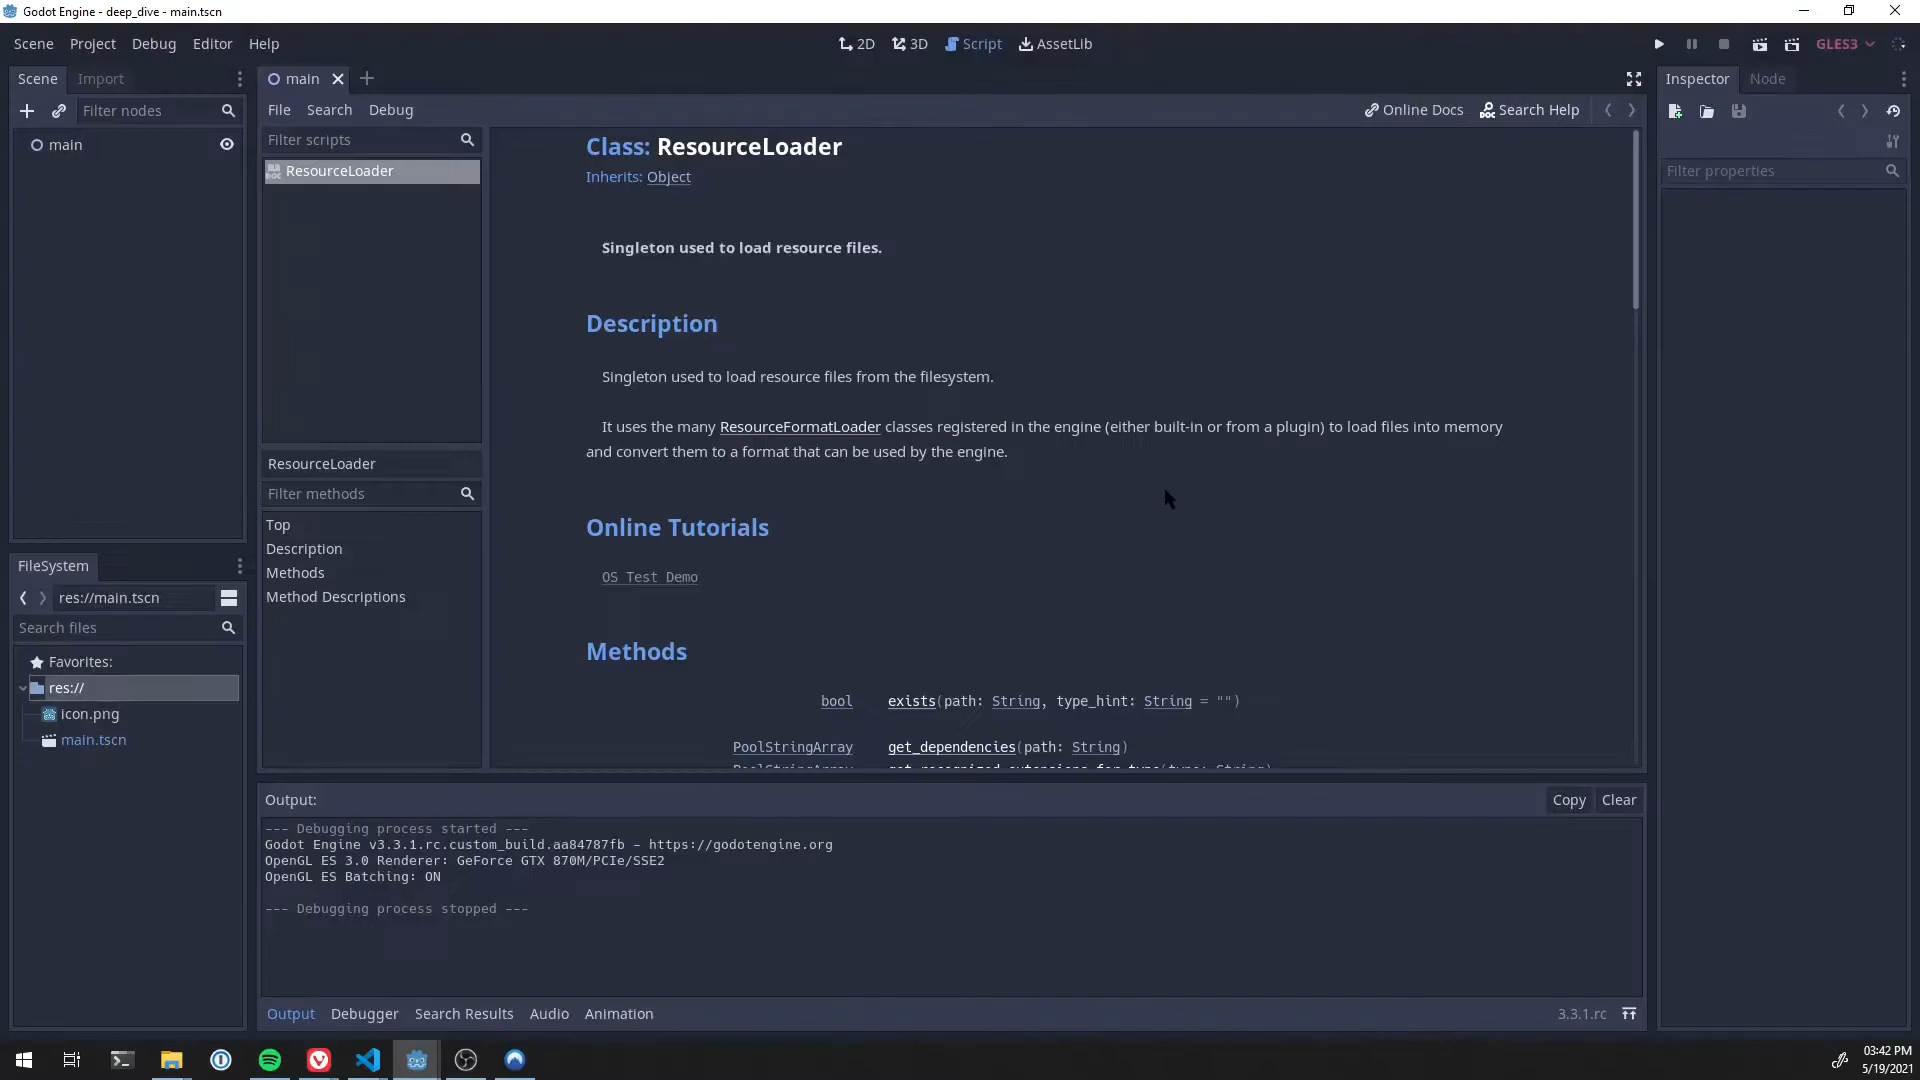 Godot Engine - deep_dive - main.tscn
Scene Project Debug Editor Help
2D 3D Script AssetLib
GLES3
Scene Import
main
Inspector Node
Filter nodes
File Search Debug
Online Docs Search Help
Filter scripts
main
ResourceLoader
Filter properties
Class: ResourceLoader
Inherits: Object
Singleton used to load resource files.
Description
Singleton used to load resource files from the filesystem.
It uses the many ResourceFormatLoader classes registered in the engine (either built-in or from a plugin) to load files into memory
and convert them to a format that can be used by the engine.
Online Tutorials
OS Test Demo
Methods
bool exists(path: String, type_hint: String = "")
PoolStringArray get_dependencies(path: String)
PoolStringArray get_recognized_extensions_for_type(type: String)
ResourceLoader
Filter methods
Top
Description
Methods
Method Descriptions
FileSystem
res://main.tscn
Search files
Favorites:
res://
icon.png
main.tscn
Output:
Copy Clear
--- Debugging process started ---
Godot Engine v3.3.1.rc.custom_build.aa84787fb - https://godotengine.org
OpenGL ES 3.0 Renderer: GeForce GTX 870M/PCIe/SSE2
OpenGL ES Batching: ON
--- Debugging process stopped ---
Output Debugger Search Results Audio Animation
3.3.1.rc
03:42 PM
5/19/2021